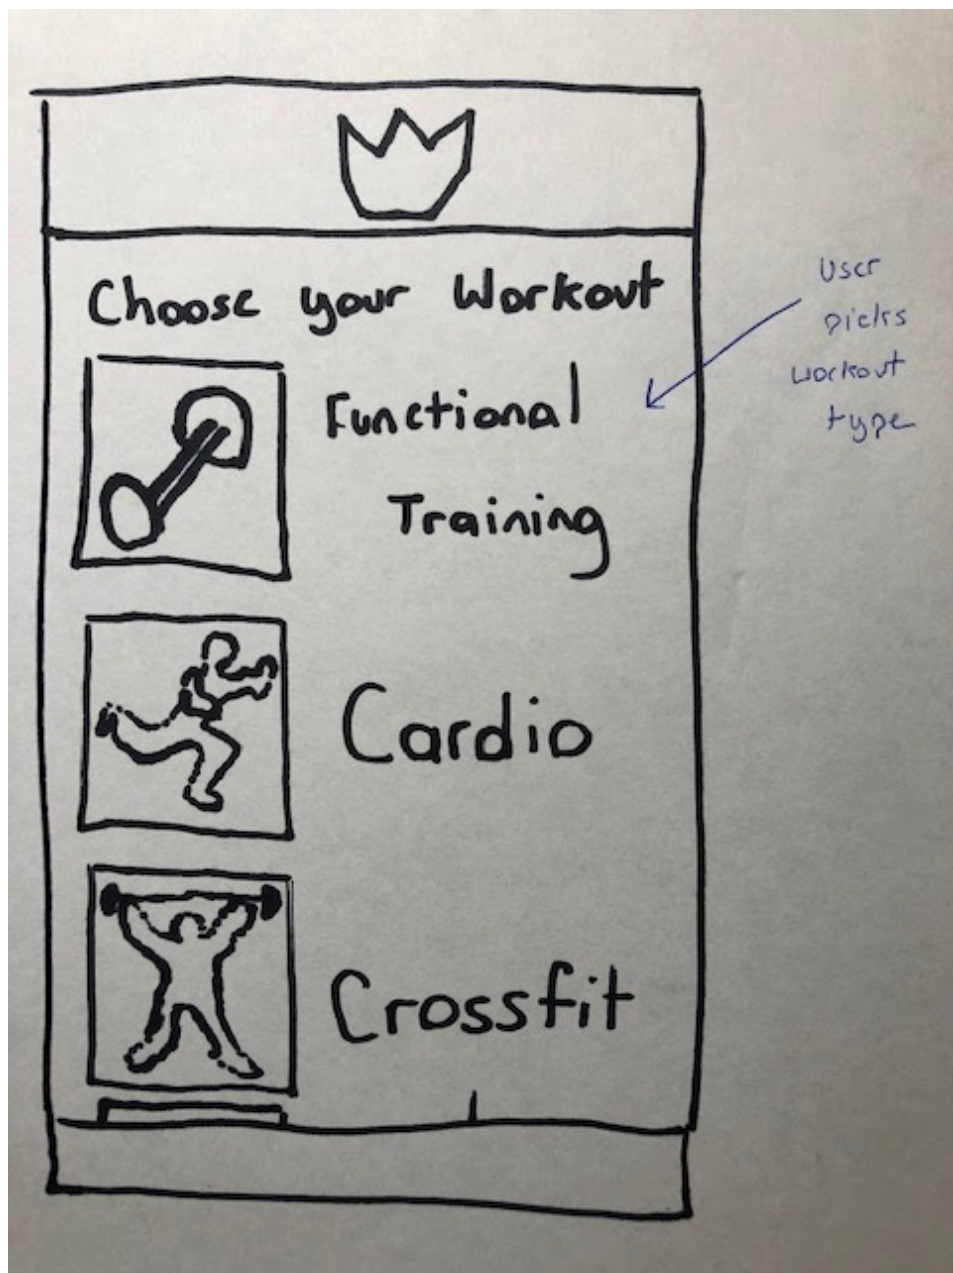 Choose your Workout
Functional
Training
Cardio
Crossfit
User
picks
workout
type